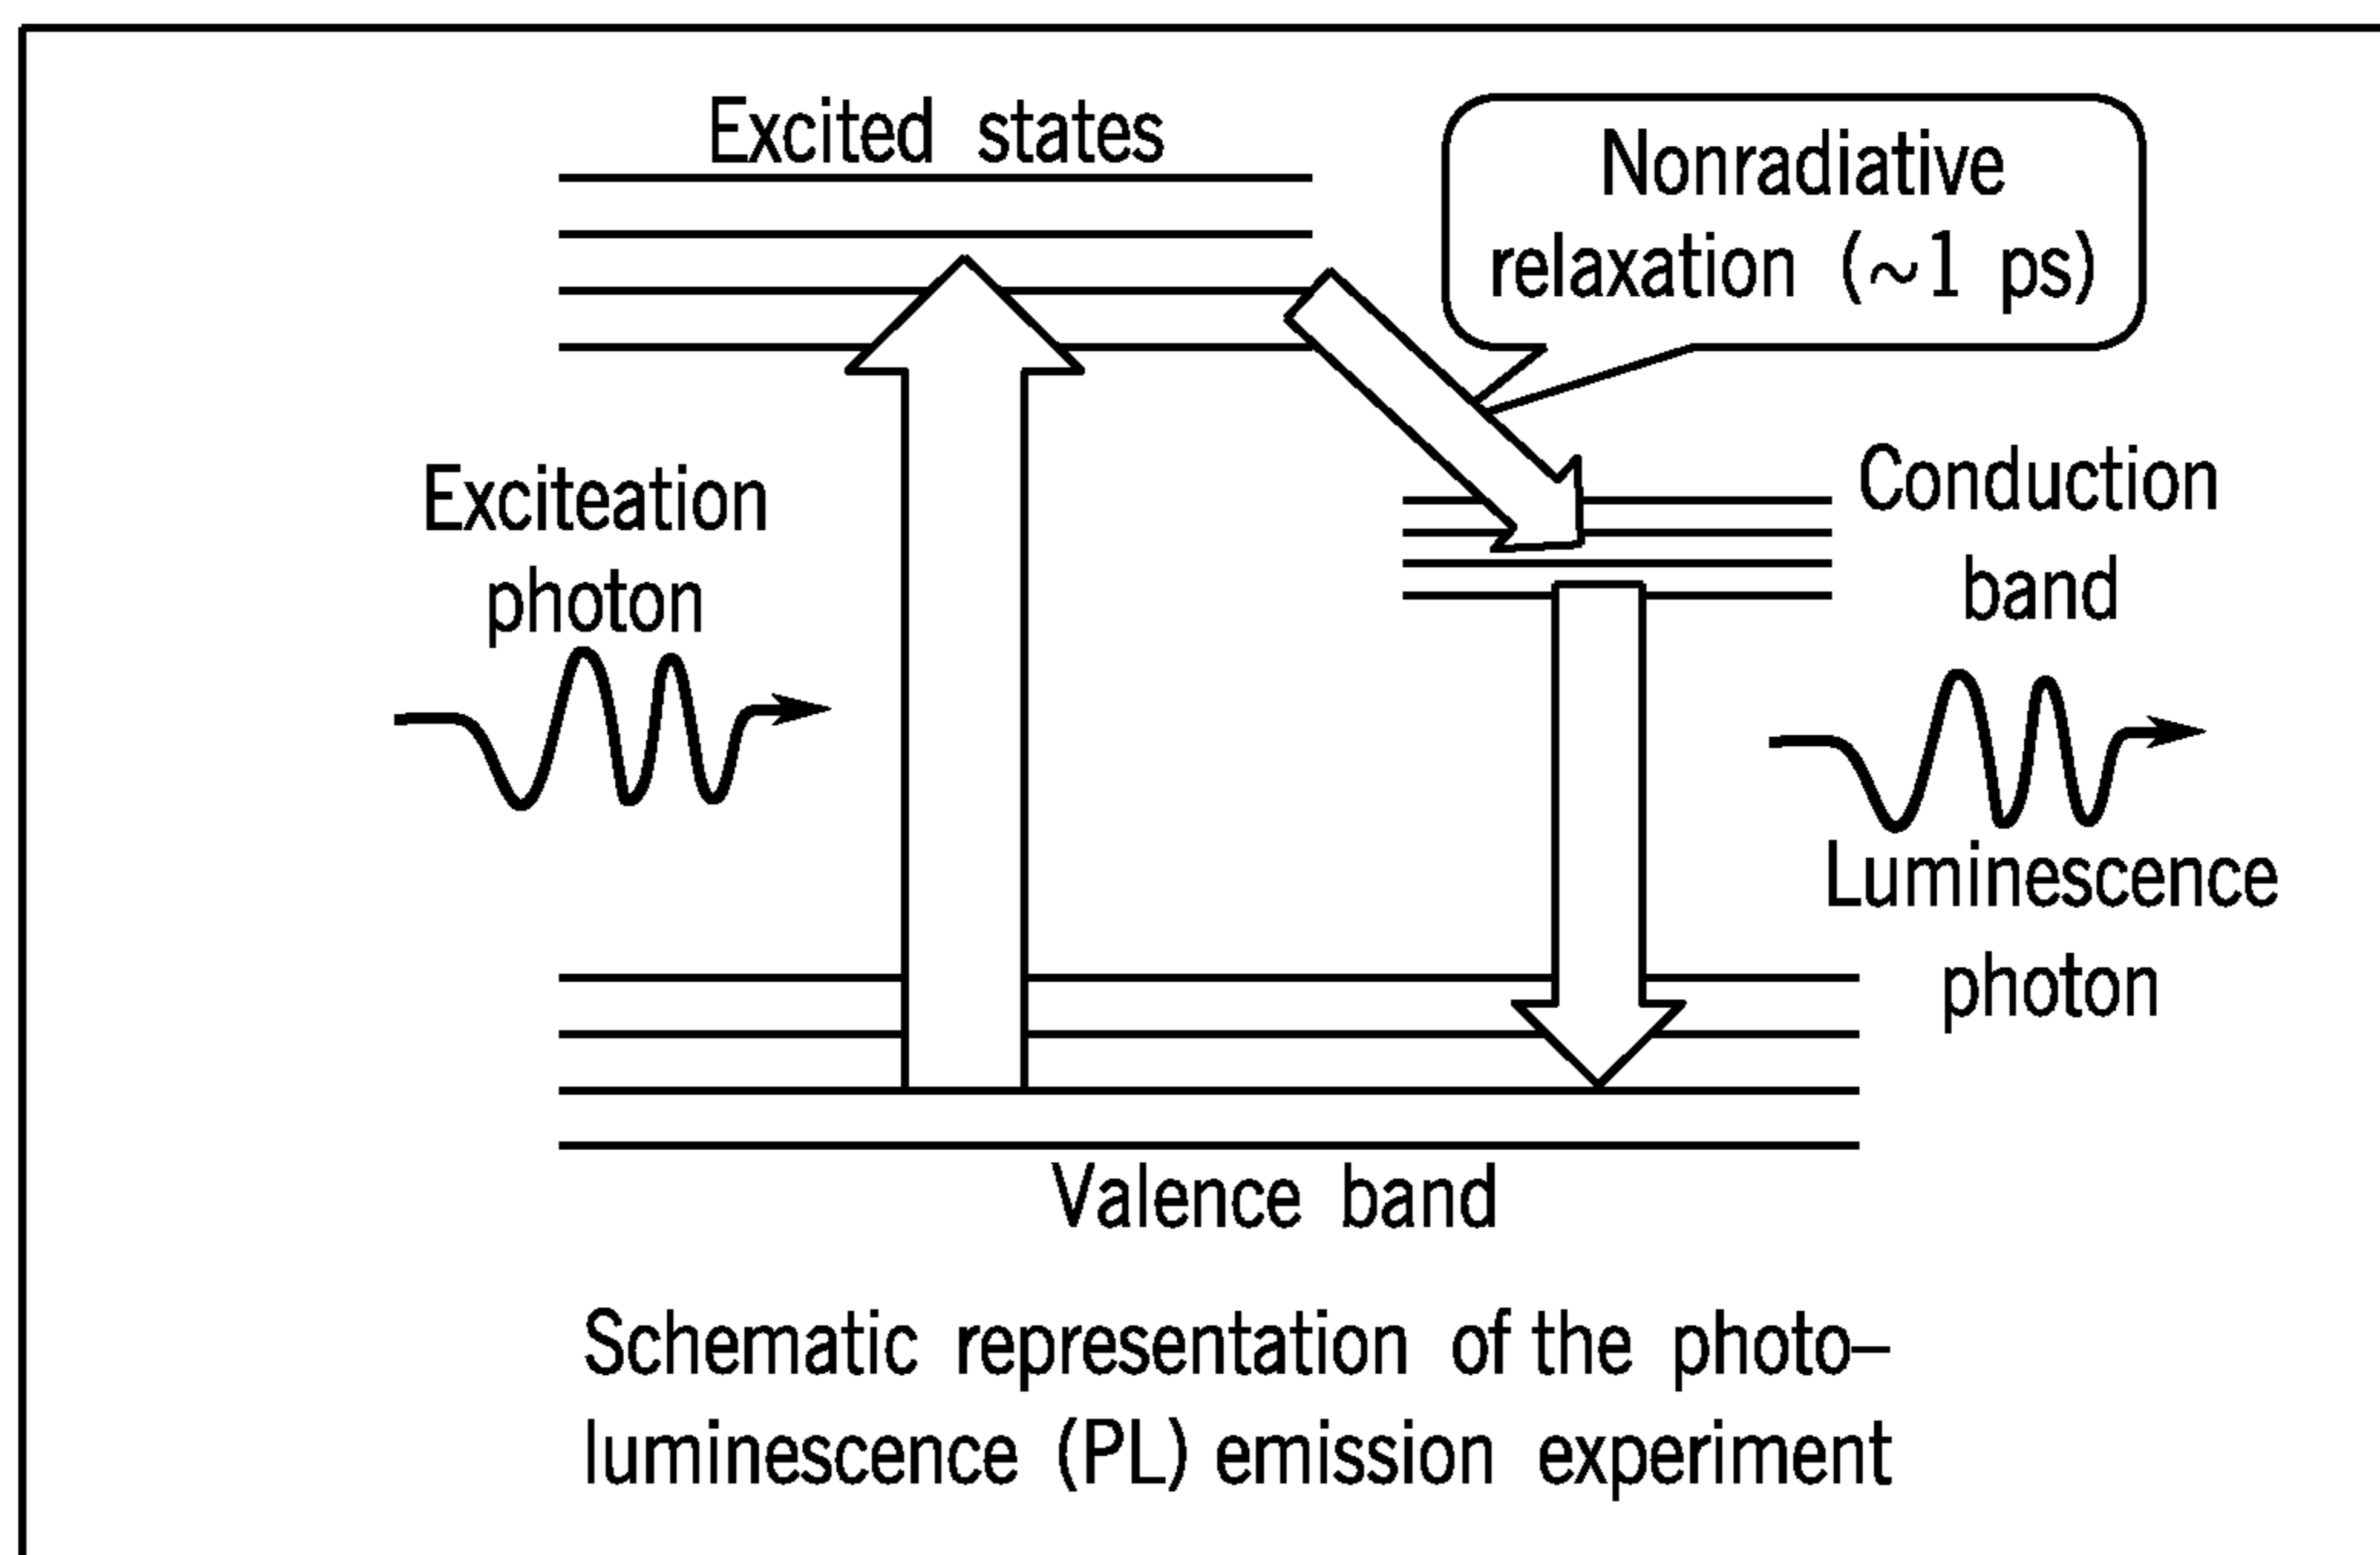 Excited states
Nonradiative
relaxation (~1 ps)
Exciteation
photon
Conduction
band
Luminescence
photon
Valence band
Schematic representation of the photo–
luminescence (PL) emission experiment